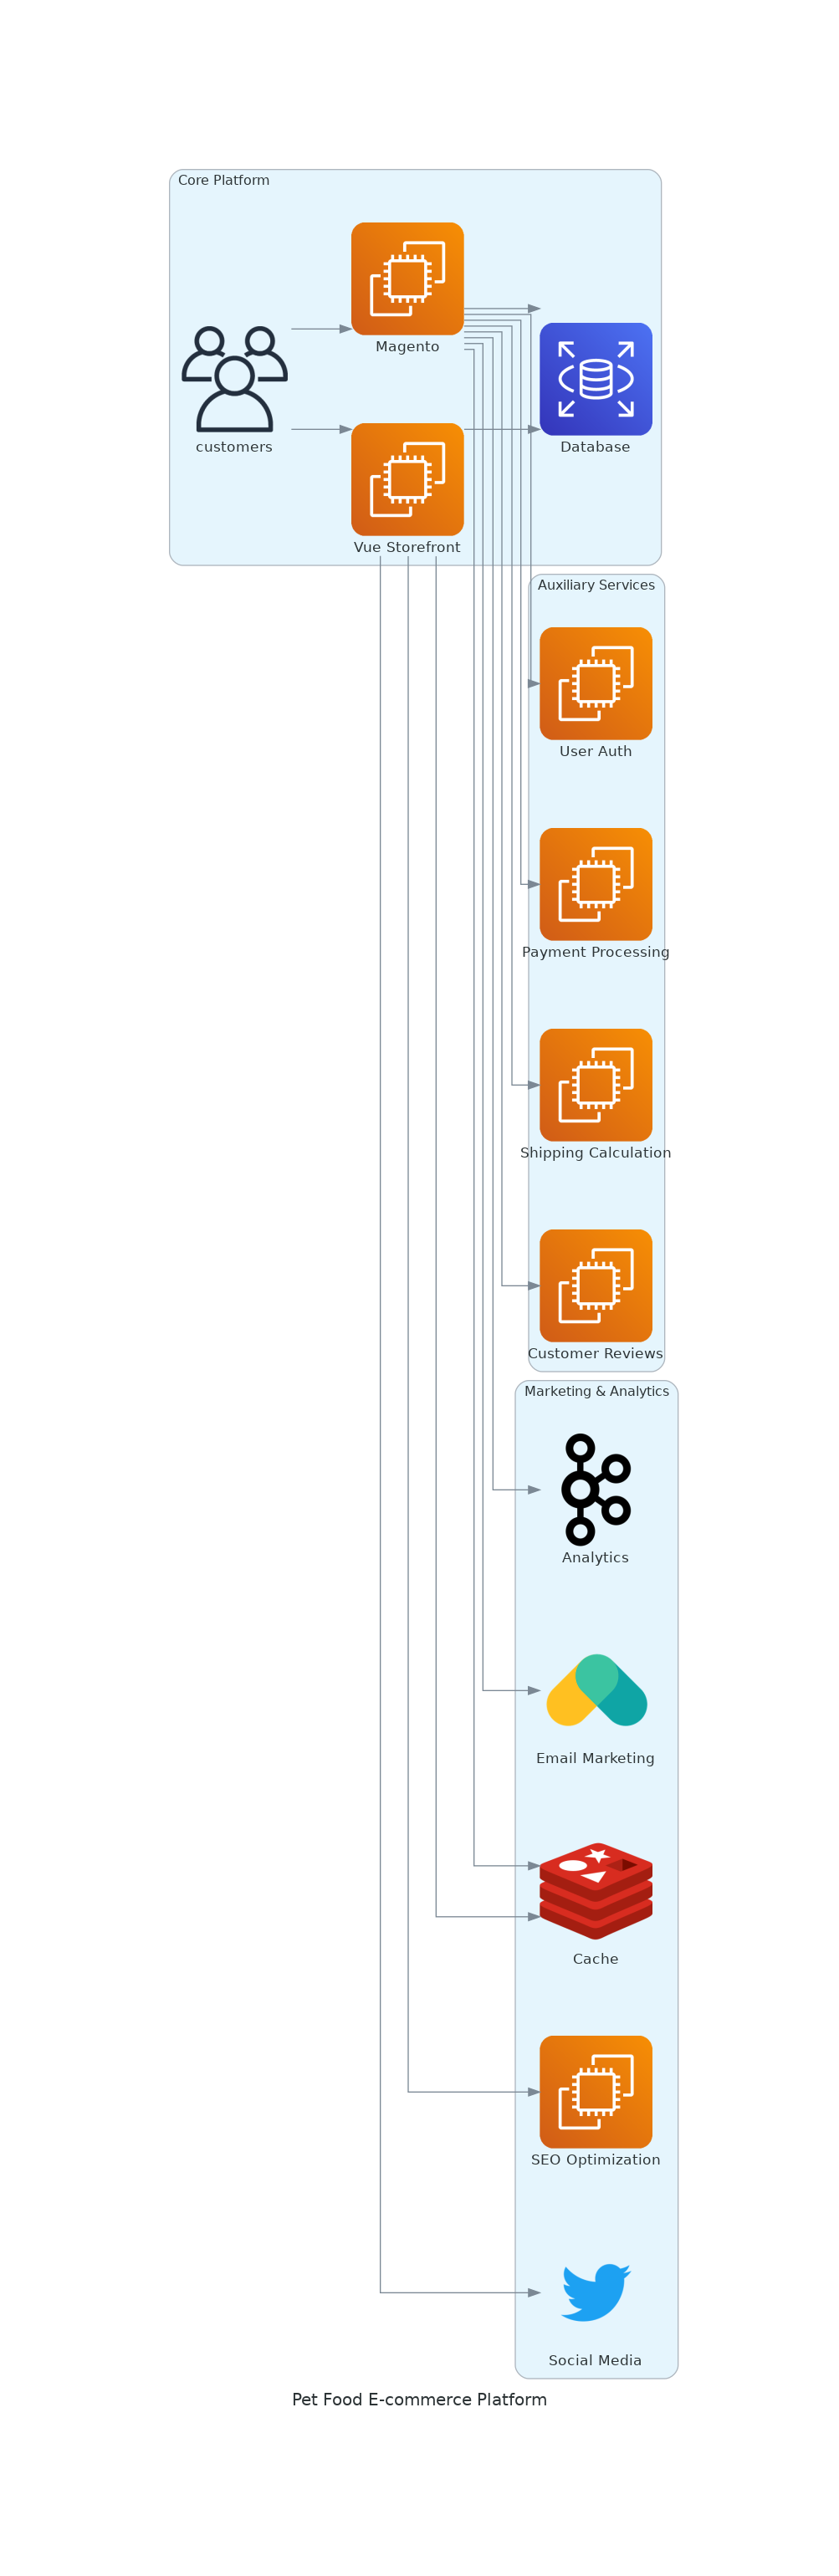 Core Platform
Magento
customers
Database
Vue Storefront
Auxiliary Services
User Auth
Payment Processing
Shipping Calculation
Customer Reviews
Marketing & Analytics
Analytics
Email Marketing
Cache
SEO Optimization
Social Media
Pet Food E-commerce Platform